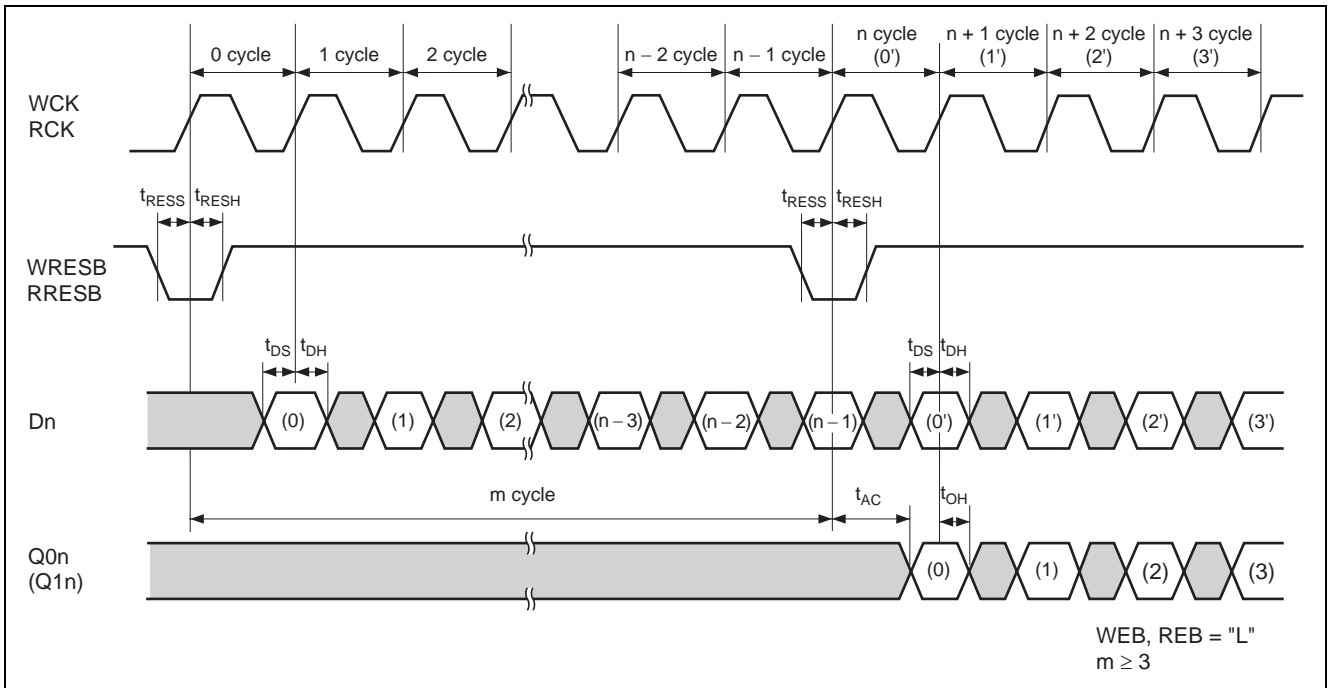 0 cycle 1 cycle 2 cycle n − 2 cycle n − 1 cycle n cycle (0') n + 1 cycle (1') n + 2 cycle (2') n + 3 cycle (3')
WCK
RCK
tRESS tRESH tRESS tRESH
WRESB
RRESB
tDS tDH tDS tDH
Dn (0) (1) (2) (n − 3) (n − 2) (n − 1) (0') (1') (2') (3')
m cycle tAC tOH
Q0n
(Q1n) (0) (1) (2) (3)
WEB, REB = "L"
m ≥ 3